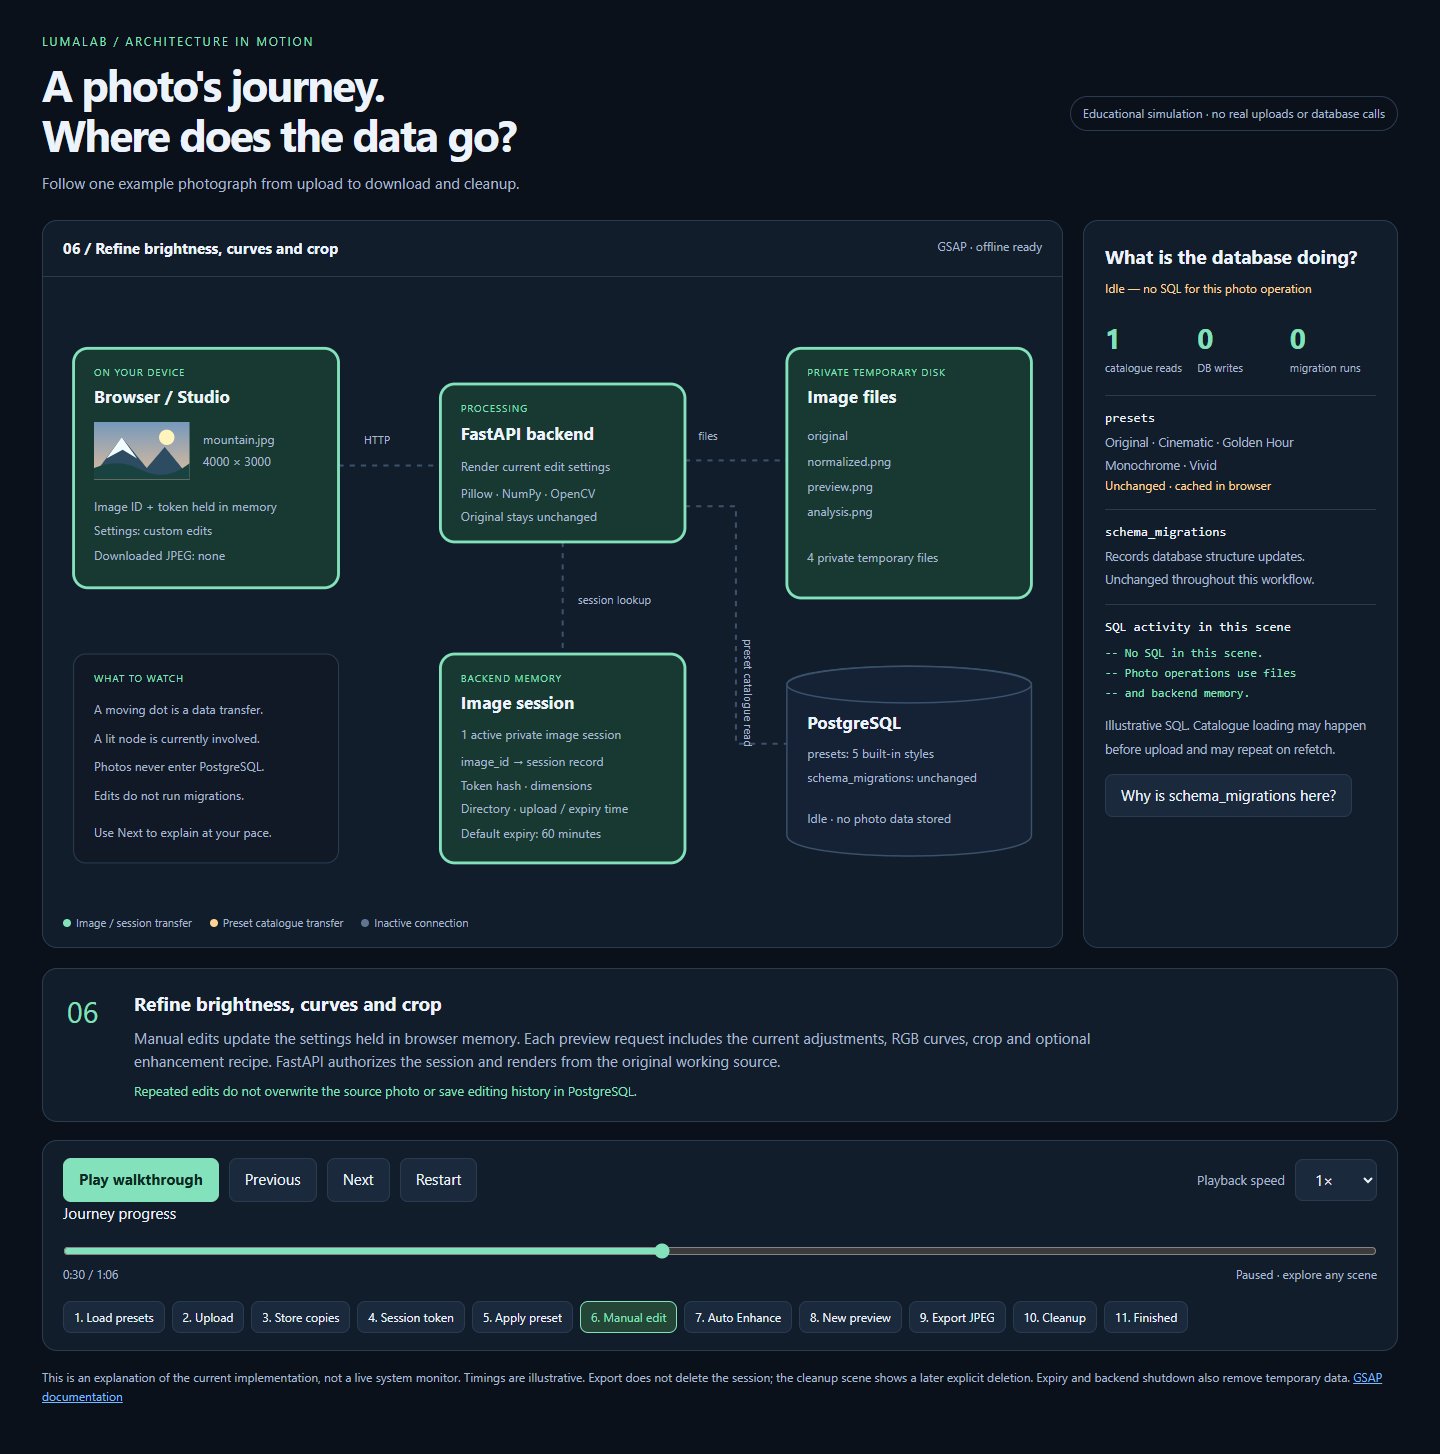 LUMALAB / ARCHITECTURE IN MOTION
A photo's journey.
Where does the data go?
Follow one example photograph from upload to download and cleanup.
Educational simulation · no real uploads or database calls
06 / Refine brightness, curves and crop
GSAP · offline ready
ON YOUR DEVICE
Browser / Studio
mountain.jpg
4000 × 3000
Image ID + token held in memory
Settings: custom edits
Downloaded JPEG: none
HTTP
PROCESSING
FastAPI backend
Render current edit settings
Pillow · NumPy · OpenCV
Original stays unchanged
files
PRIVATE TEMPORARY DISK
Image files
original
normalized.png
preview.png
analysis.png
4 private temporary files
session lookup
preset catalogue read
WHAT TO WATCH
A moving dot is a data transfer.
A lit node is currently involved.
Photos never enter PostgreSQL.
Edits do not run migrations.
Use Next to explain at your pace.
BACKEND MEMORY
Image session
1 active private image session
image_id → session record
Token hash · dimensions
Directory · upload / expiry time
Default expiry: 60 minutes
PostgreSQL
presets: 5 built-in styles
schema_migrations: unchanged
Idle · no photo data stored
Image / session transfer
Preset catalogue transfer
Inactive connection
What is the database doing?
Idle — no SQL for this photo operation
1
catalogue reads
0
DB writes
0
migration runs
presets
Original · Cinematic · Golden Hour
Monochrome · Vivid
Unchanged · cached in browser
schema_migrations
Records database structure updates.
Unchanged throughout this workflow.
SQL activity in this scene
-- No SQL in this scene.
-- Photo operations use files
-- and backend memory.
Illustrative SQL. Catalogue loading may happen
before upload and may repeat on refetch.
Why is schema_migrations here?
06
Refine brightness, curves and crop
Manual edits update the settings held in browser memory. Each preview request includes the current adjustments, RGB curves, crop and optional
enhancement recipe. FastAPI authorizes the session and renders from the original working source.
Repeated edits do not overwrite the source photo or save editing history in PostgreSQL.
Play walkthrough
Previous
Next
Restart
Playback speed
1×
Journey progress
0:30 / 1:06
Paused · explore any scene
1. Load presets
2. Upload
3. Store copies
4. Session token
5. Apply preset
6. Manual edit
7. Auto Enhance
8. New preview
9. Export JPEG
10. Cleanup
11. Finished
This is an explanation of the current implementation, not a live system monitor. Timings are illustrative. Export does not delete the session; the cleanup scene shows a later explicit deletion. Expiry and backend shutdown also remove temporary data. GSAP
documentation